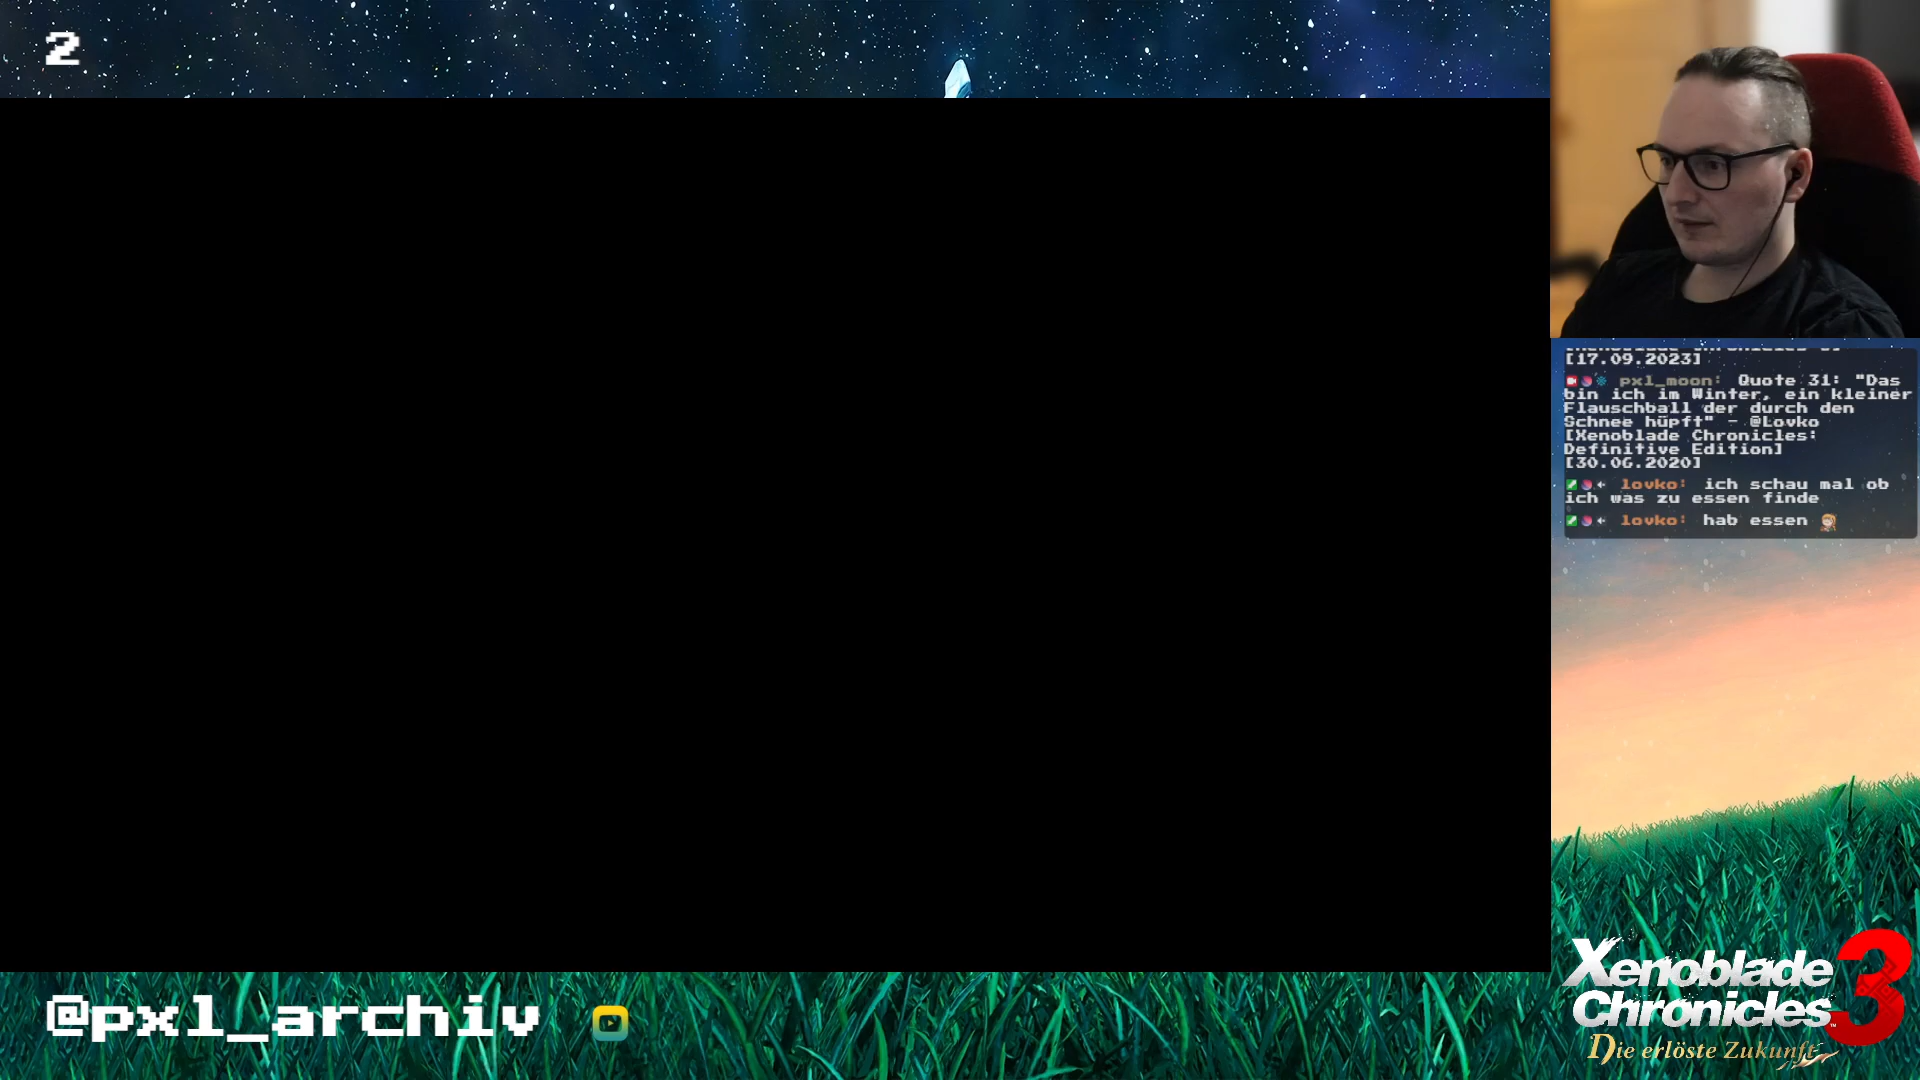 2
[17.09.2023]
pxl_moon: Quote 31: "Das
bin ich im Winter, ein kleiner
Flauschball der durch den
Schnee hüpft" - @Lovko
[Xenoblade Chronicles:
Definitive Edition]
[30.06.2020]
lovko: ich schau mal ob
ich was zu essen finde
lovko: hab essen
@pxl_archiv
Xenoblade
Chronicles 3
Die erlöste Zukunft